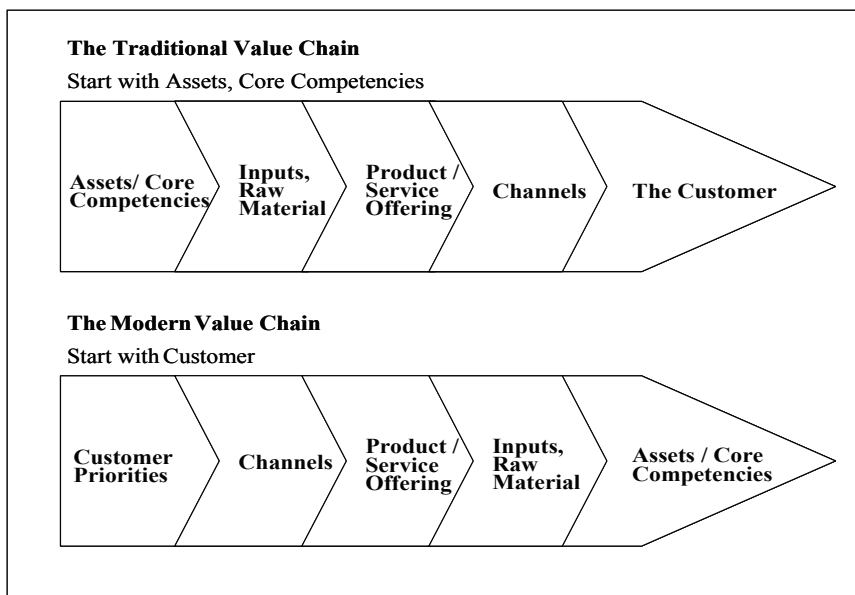 The Traditional Value Chain
Start with Assets, Core Competencies
Assets/ Core
Competencies
Inputs,
Raw
Material
Product /
Service
Offering
Channels
The Customer
The Modern Value Chain
Start with Customer
Customer
Priorities
Channels
Product /
Service
Offering
Inputs,
Raw
Material
Assets / Core
Competencies